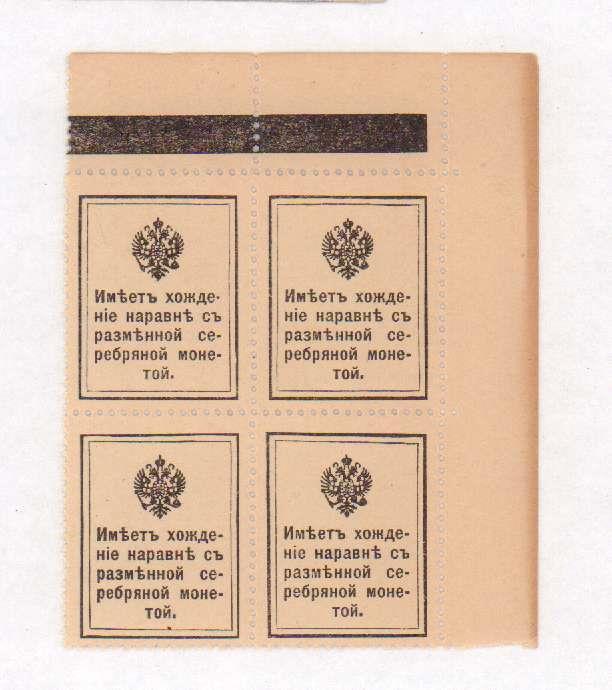 Имѣетъ хожде-
ніе наравнѣ съ
размѣнной се-
ребряной моне-
той.
Имѣетъ хожде-
ніе наравнѣ съ
размѣнной се-
ребряной моне-
той.
Имѣетъ хожде-
ніе наравнѣ съ
размѣнной се-
ребряной моне-
той.
Имѣетъ хожде-
ніе наравнѣ съ
размѣнной се-
ребряной моне-
той.